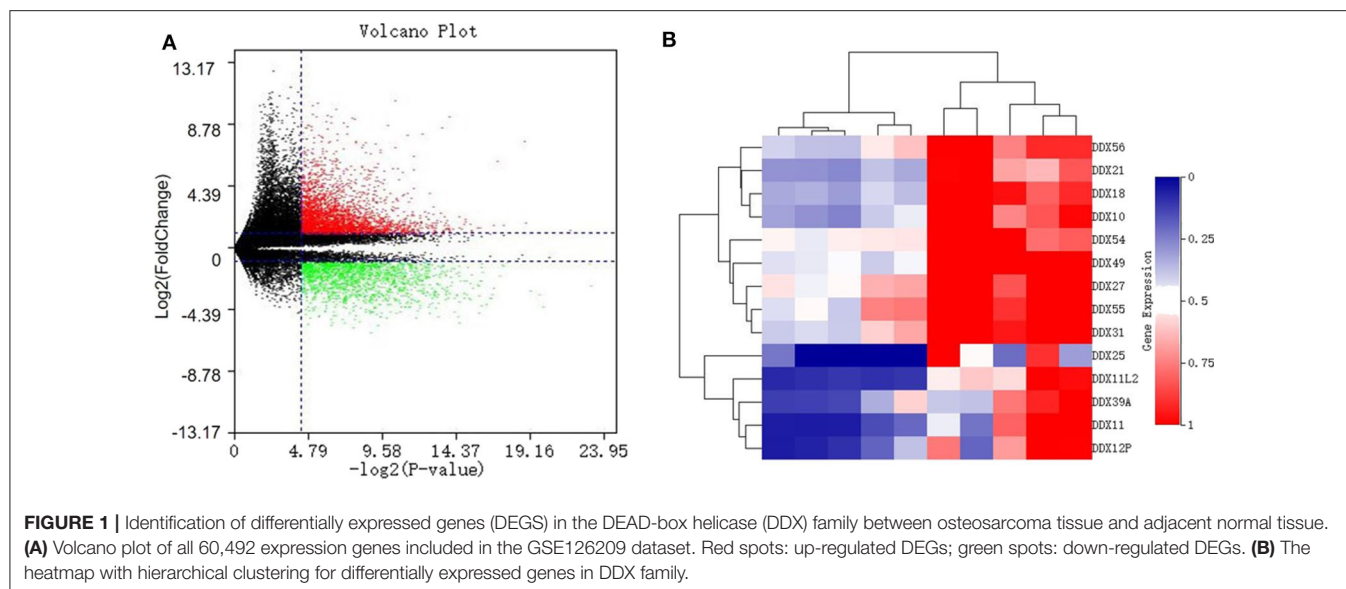 A
Volcano Plot
13.17
8.78
4.39
0
-4.39
-8.78
-13.17
Log2(FoldChange)
0 4.79 9.58 14.37 19.16 23.95
-log2(P-value)
B
DDX56
DDX21
DDX18
DDX10
DDX54
DDX49
DDX27
DDX55
DDX31
DDX25
DDX11L2
DDX39A
DDX11
DDX12P
0
0.25
0.5
0.75
1
Gene Expression
FIGURE 1 | Identification of differentially expressed genes (DEGS) in the DEAD-box helicase (DDX) family between osteosarcoma tissue and adjacent normal tissue.
(A) Volcano plot of all 60,492 expression genes included in the GSE126209 dataset. Red spots: up-regulated DEGs; green spots: down-regulated DEGs. (B) The
heatmap with hierarchical clustering for differentially expressed genes in DDX family.